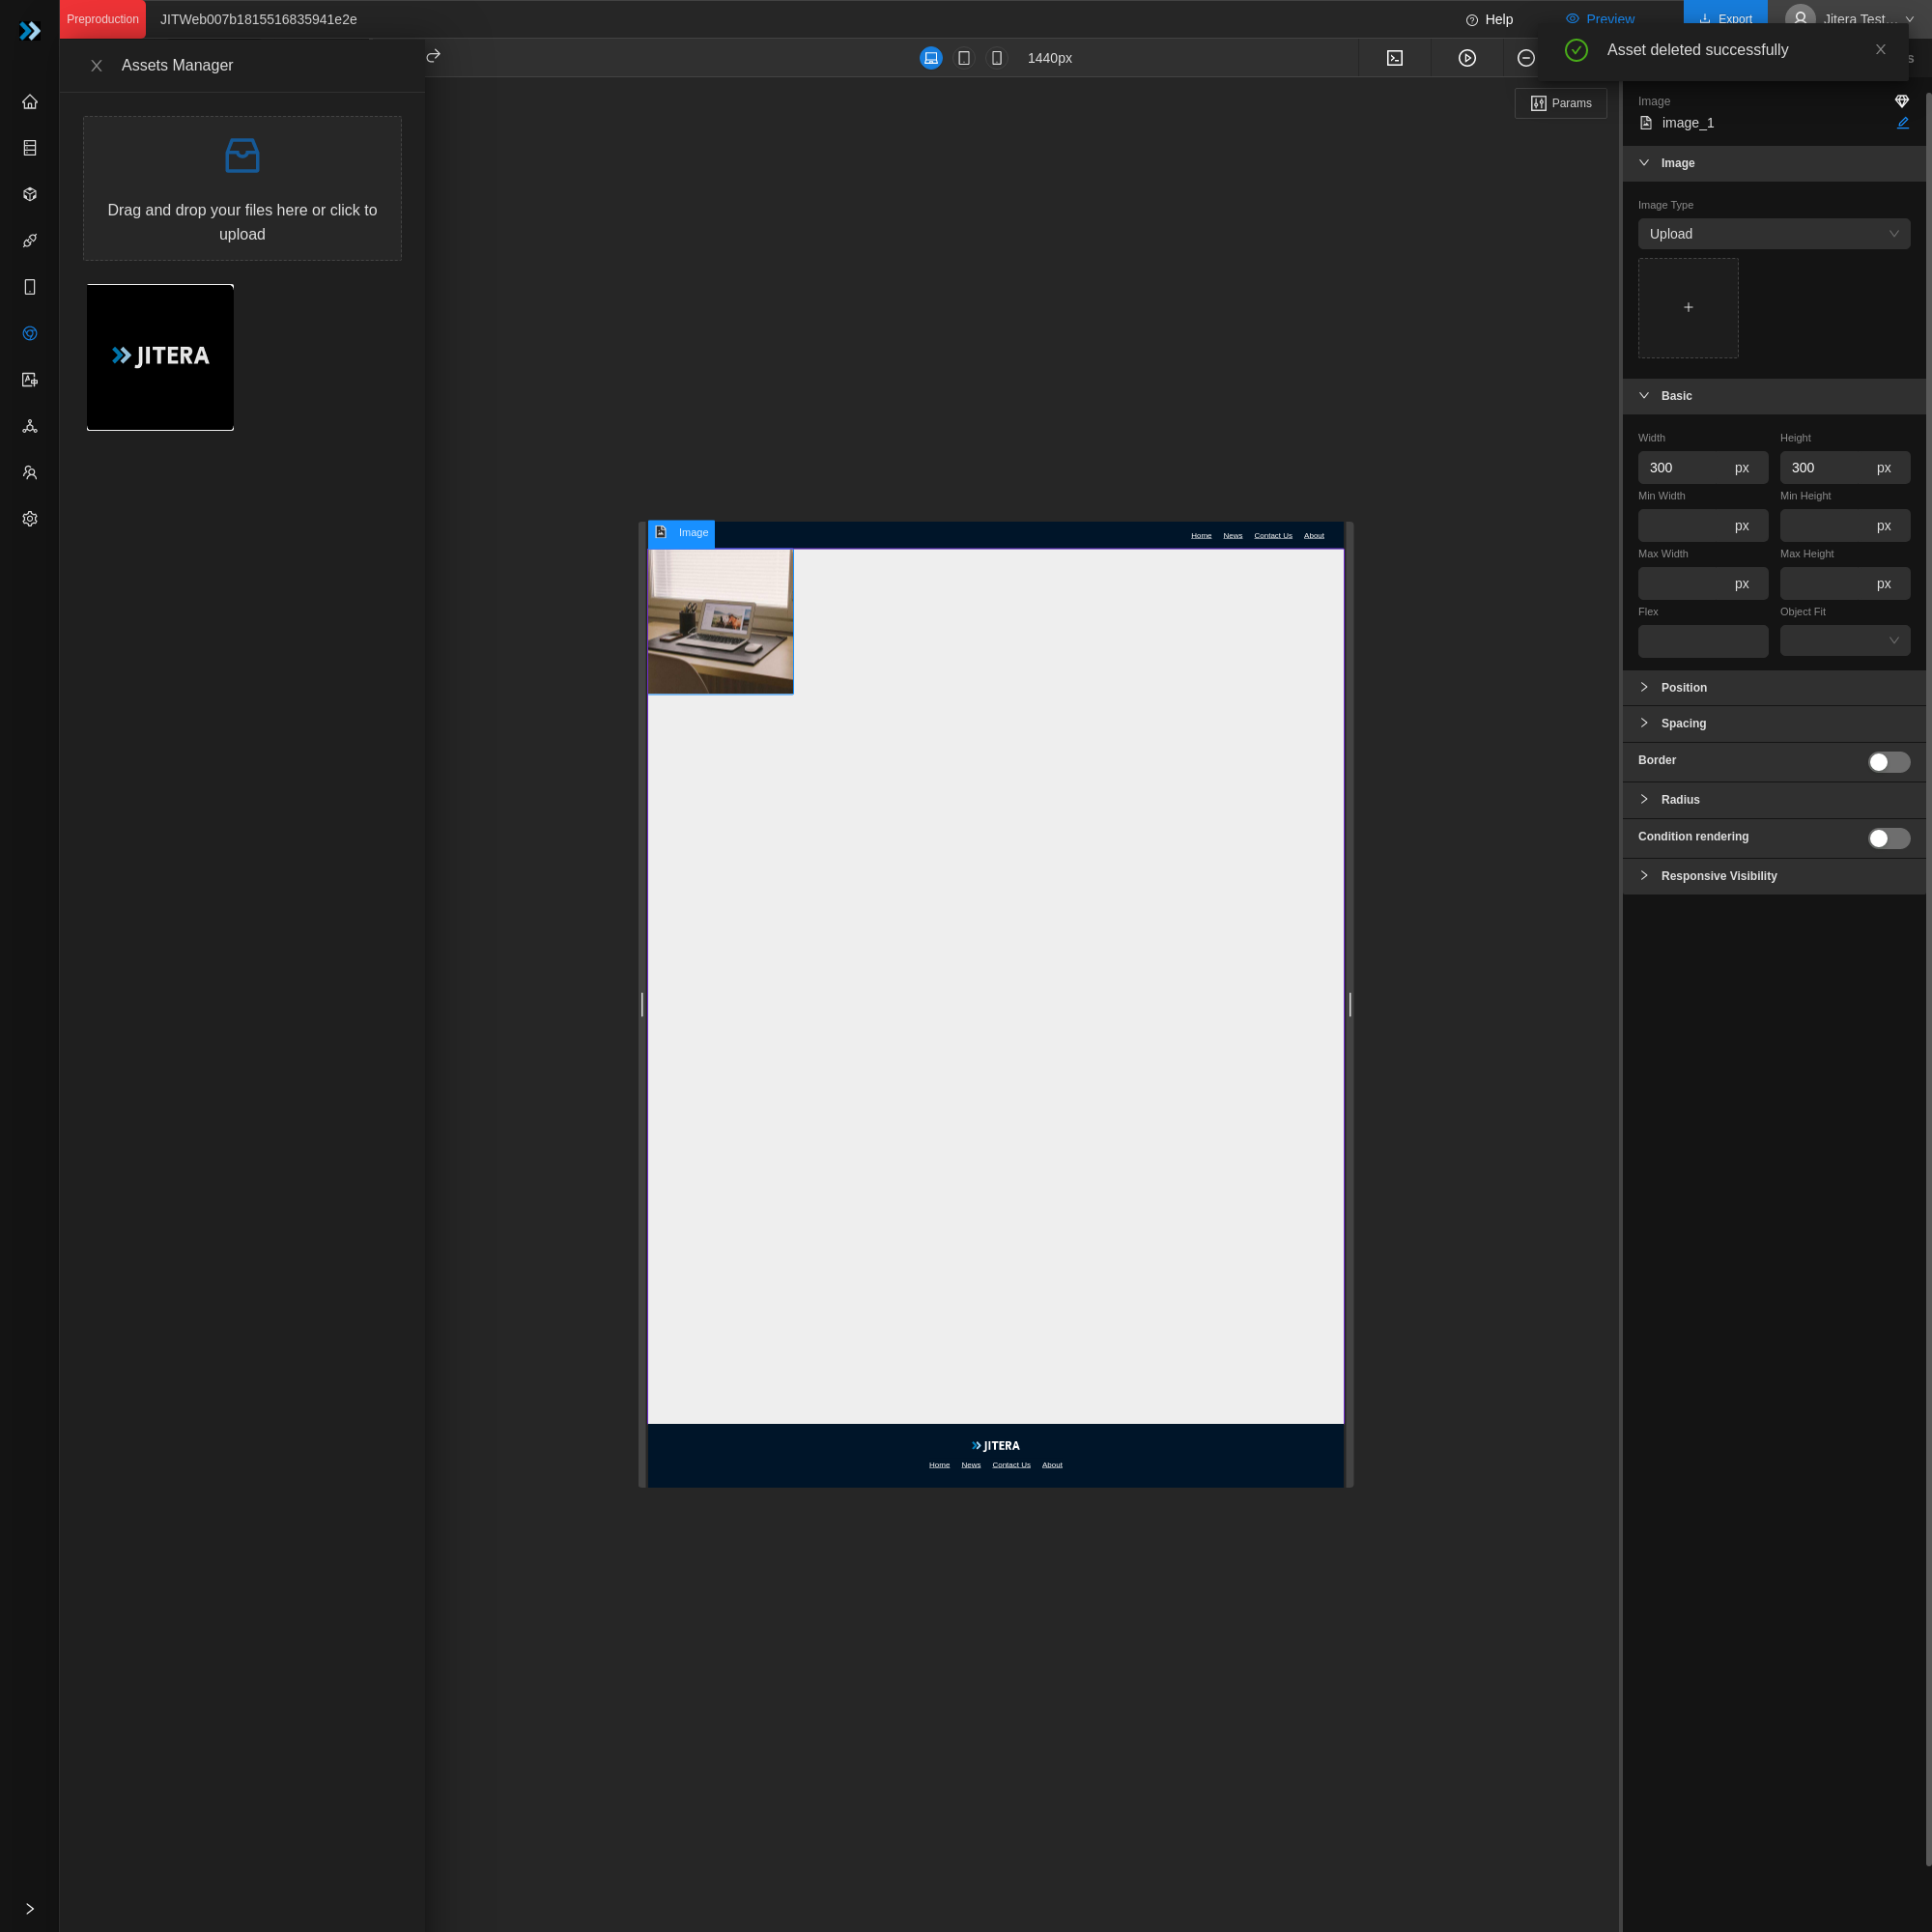 Preproduction
JITWeb007b1815516835941e2e
Help
Preview
Export
Jitera Test...
Assets Manager
1440px
Asset deleted successfully
Params
Drag and drop your files here or click to
upload
JITERA
Image
Home News Contact Us About
JITERA
Home News Contact Us About
Image
image_1
Image
Image Type
Upload
Basic
Width Height
300 px 300 px
Min Width Min Height
px px
Max Width Max Height
px px
Flex Object Fit
Position
Spacing
Border
Radius
Condition rendering
Responsive Visibility